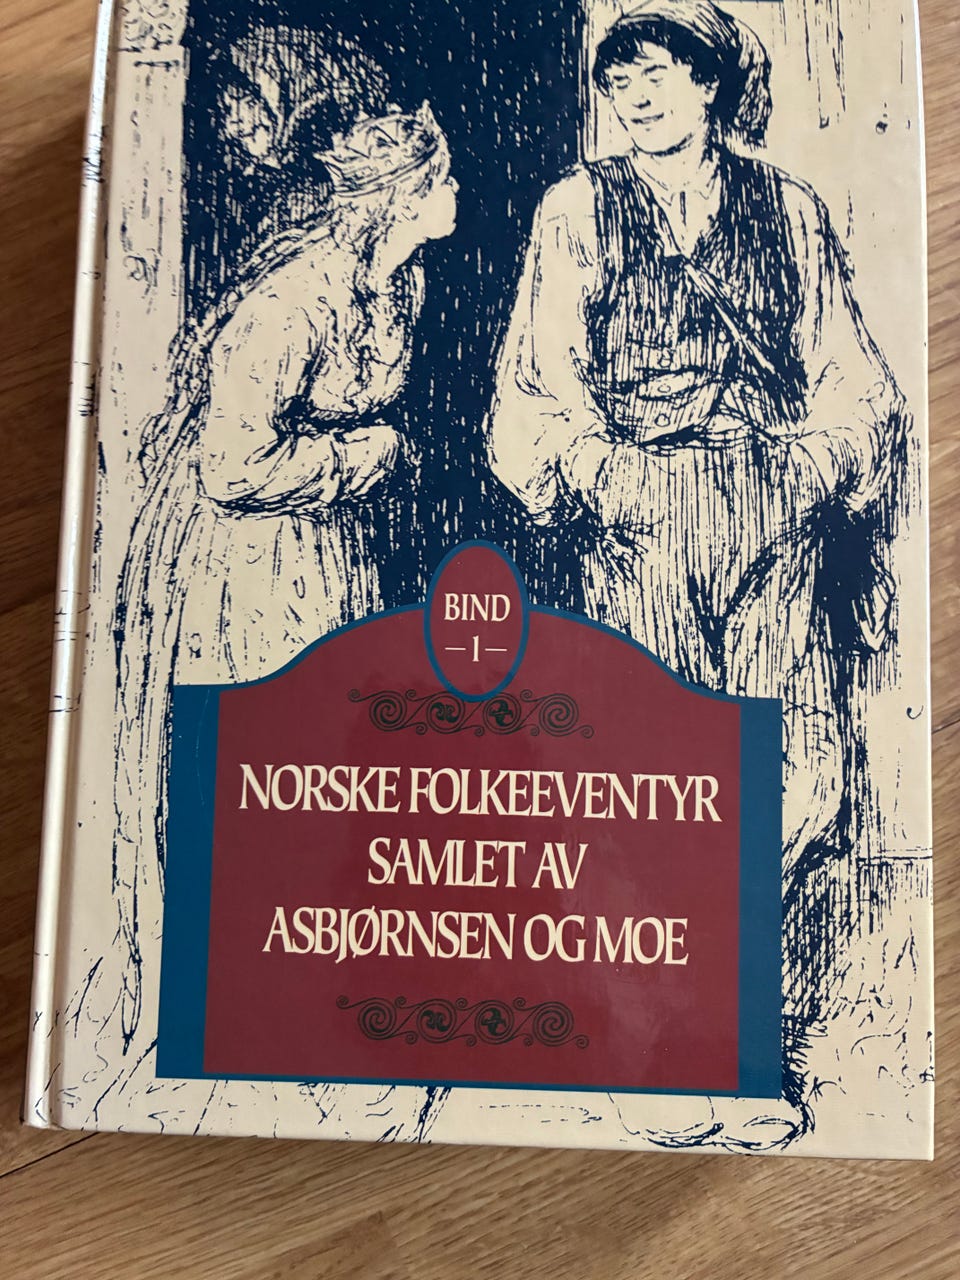 BIND
– 1 –
NORSKE FOLKEEVENTYR
SAMLET AV
ASBJØRNSEN OG MOE